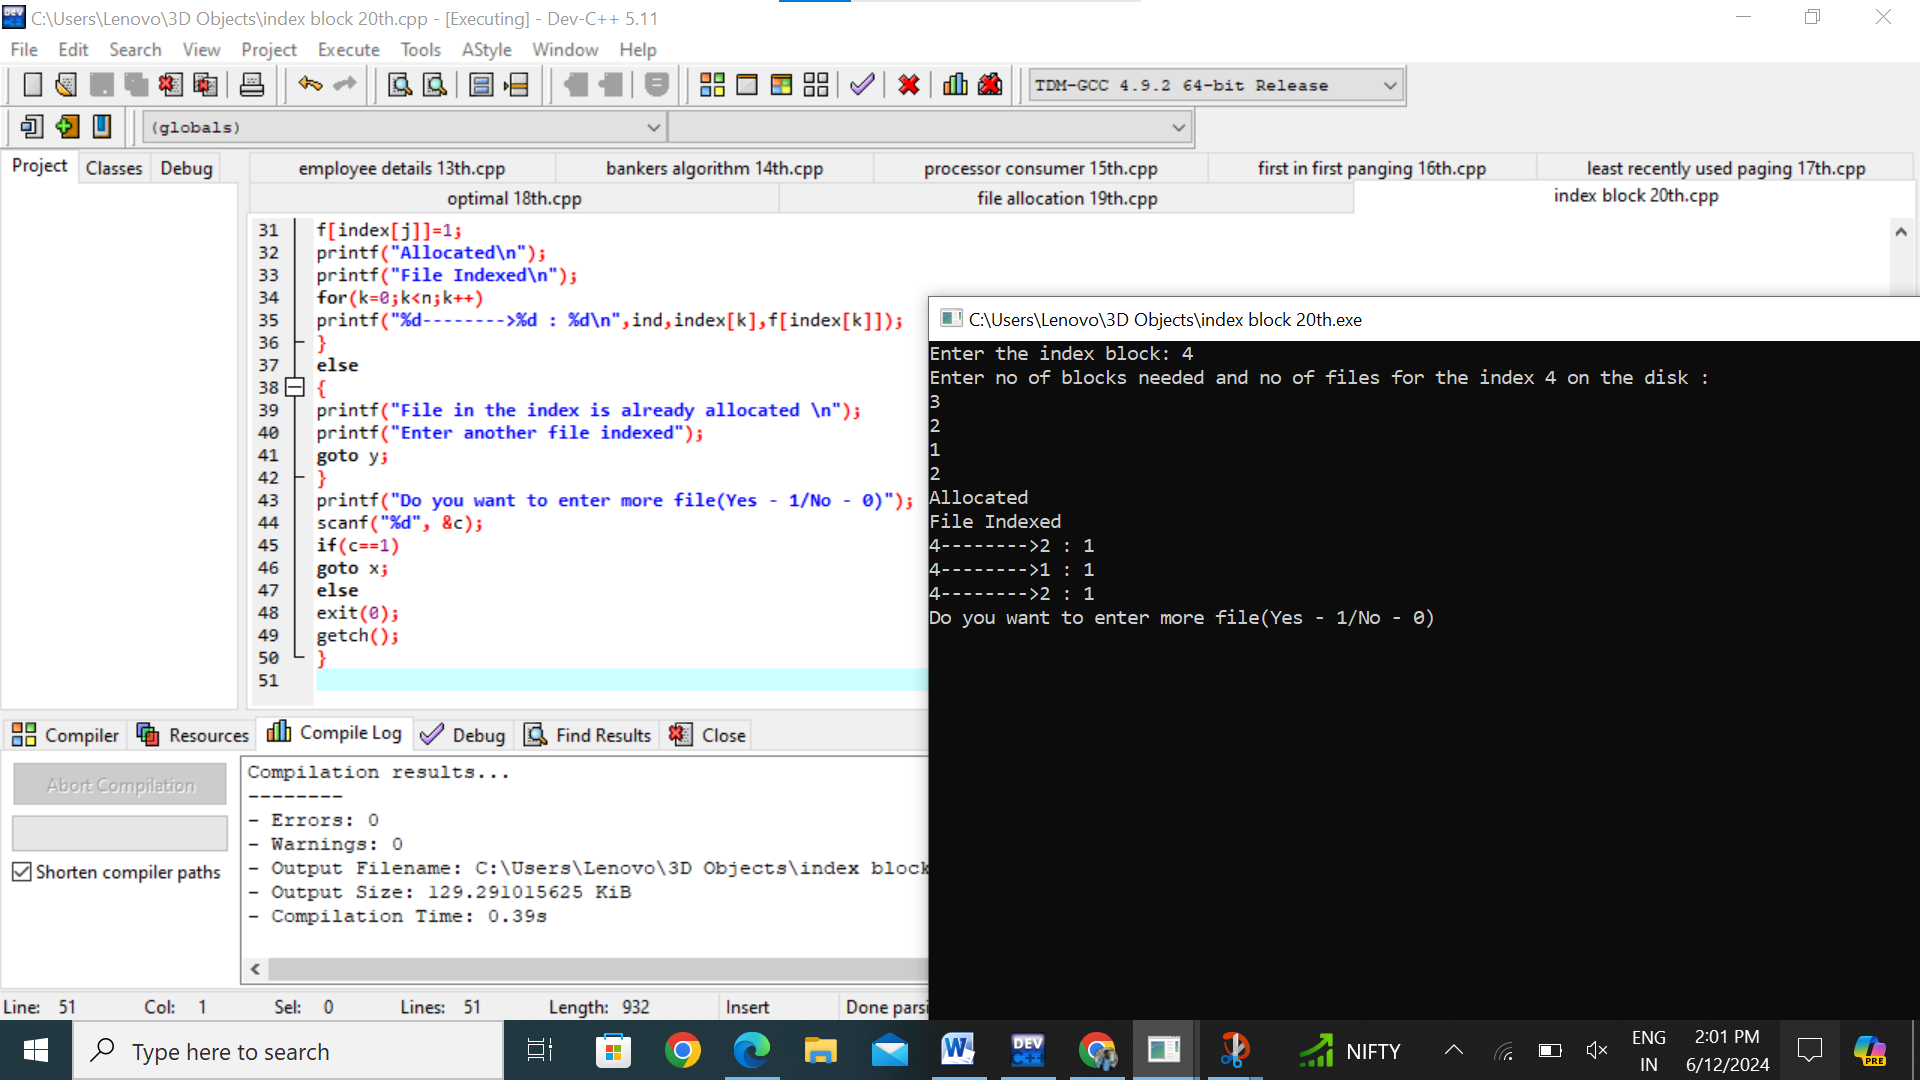 C:\Users\Lenovo\3D Objects\index block 20th.cpp - [Executing] - Dev-C++ 5.11
File Edit Search View Project Execute Tools AStyle Window Help
TDM-GCC 4.9.2 64-bit Release
(globals)
Project Classes Debug
employee details 13th.cpp bankers algorithm 14th.cpp processor consumer 15th.cpp first in first panging 16th.cpp least recently used paging 17th.cpp
optimal 18th.cpp file allocation 19th.cpp index block 20th.cpp
31 f[index[j]]=1;
32 printf("Allocated\n");
33 printf("File Indexed\n");
34 for(k=0;k<n;k++)
35 printf("%d-------->%d : %d\n",ind,index[k],f[index[k]]);
36 }
37 else
38 {
39 printf("File in the index is already allocated \n");
40 printf("Enter another file indexed");
41 goto y;
42 }
43 printf("Do you want to enter more file(Yes - 1/No - 0)");
44 scanf("%d", &c);
45 if(c==1)
46 goto x;
47 else
48 exit(0);
49 getch();
50 }
51
C:\Users\Lenovo\3D Objects\index block 20th.exe
Enter the index block: 4
Enter no of blocks needed and no of files for the index 4 on the disk :
3
2
1
2
Allocated
File Indexed
4-------->2 : 1
4-------->1 : 1
4-------->2 : 1
Do you want to enter more file(Yes - 1/No - 0)
Compiler Resources Compile Log Debug Find Results Close
Abort Compilation
Shorten compiler paths
Compilation results...
--------
- Errors: 0
- Warnings: 0
- Output Filename: C:\Users\Lenovo\3D Objects\index block
- Output Size: 129.291015625 KiB
- Compilation Time: 0.39s
Line: 51 Col: 1 Sel: 0 Lines: 51 Length: 932 Insert Done parsi
Type here to search
DEV C++
NIFTY
ENG
IN
2:01 PM
6/12/2024
PRE